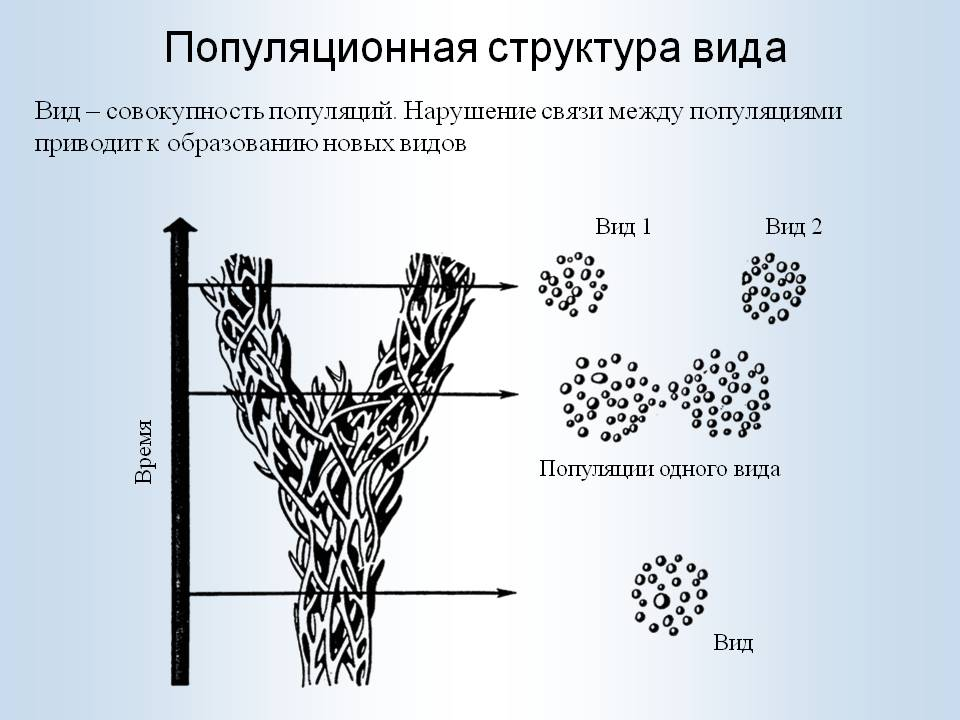 Популяционная структура вида
Вид – совокупность популяций. Нарушение связи между популяциями
приводит к образованию новых видов
Вид 1
Вид 2
Время
Популяции одного вида
Вид